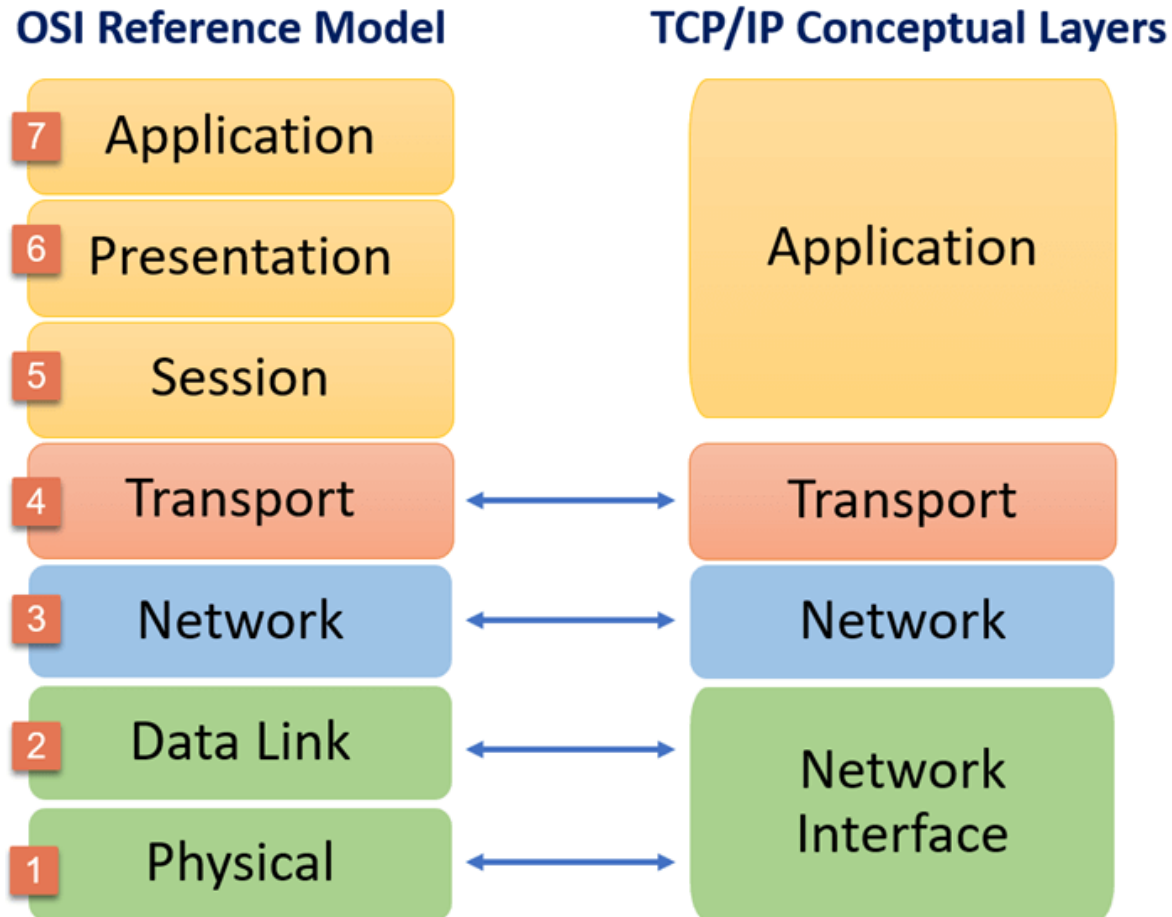 OSI Reference Model
TCP/IP Conceptual Layers
7 Application
6 Presentation
5 Session
Application
4 Transport
Transport
3 Network
Network
2 Data Link
1 Physical
Network
Interface